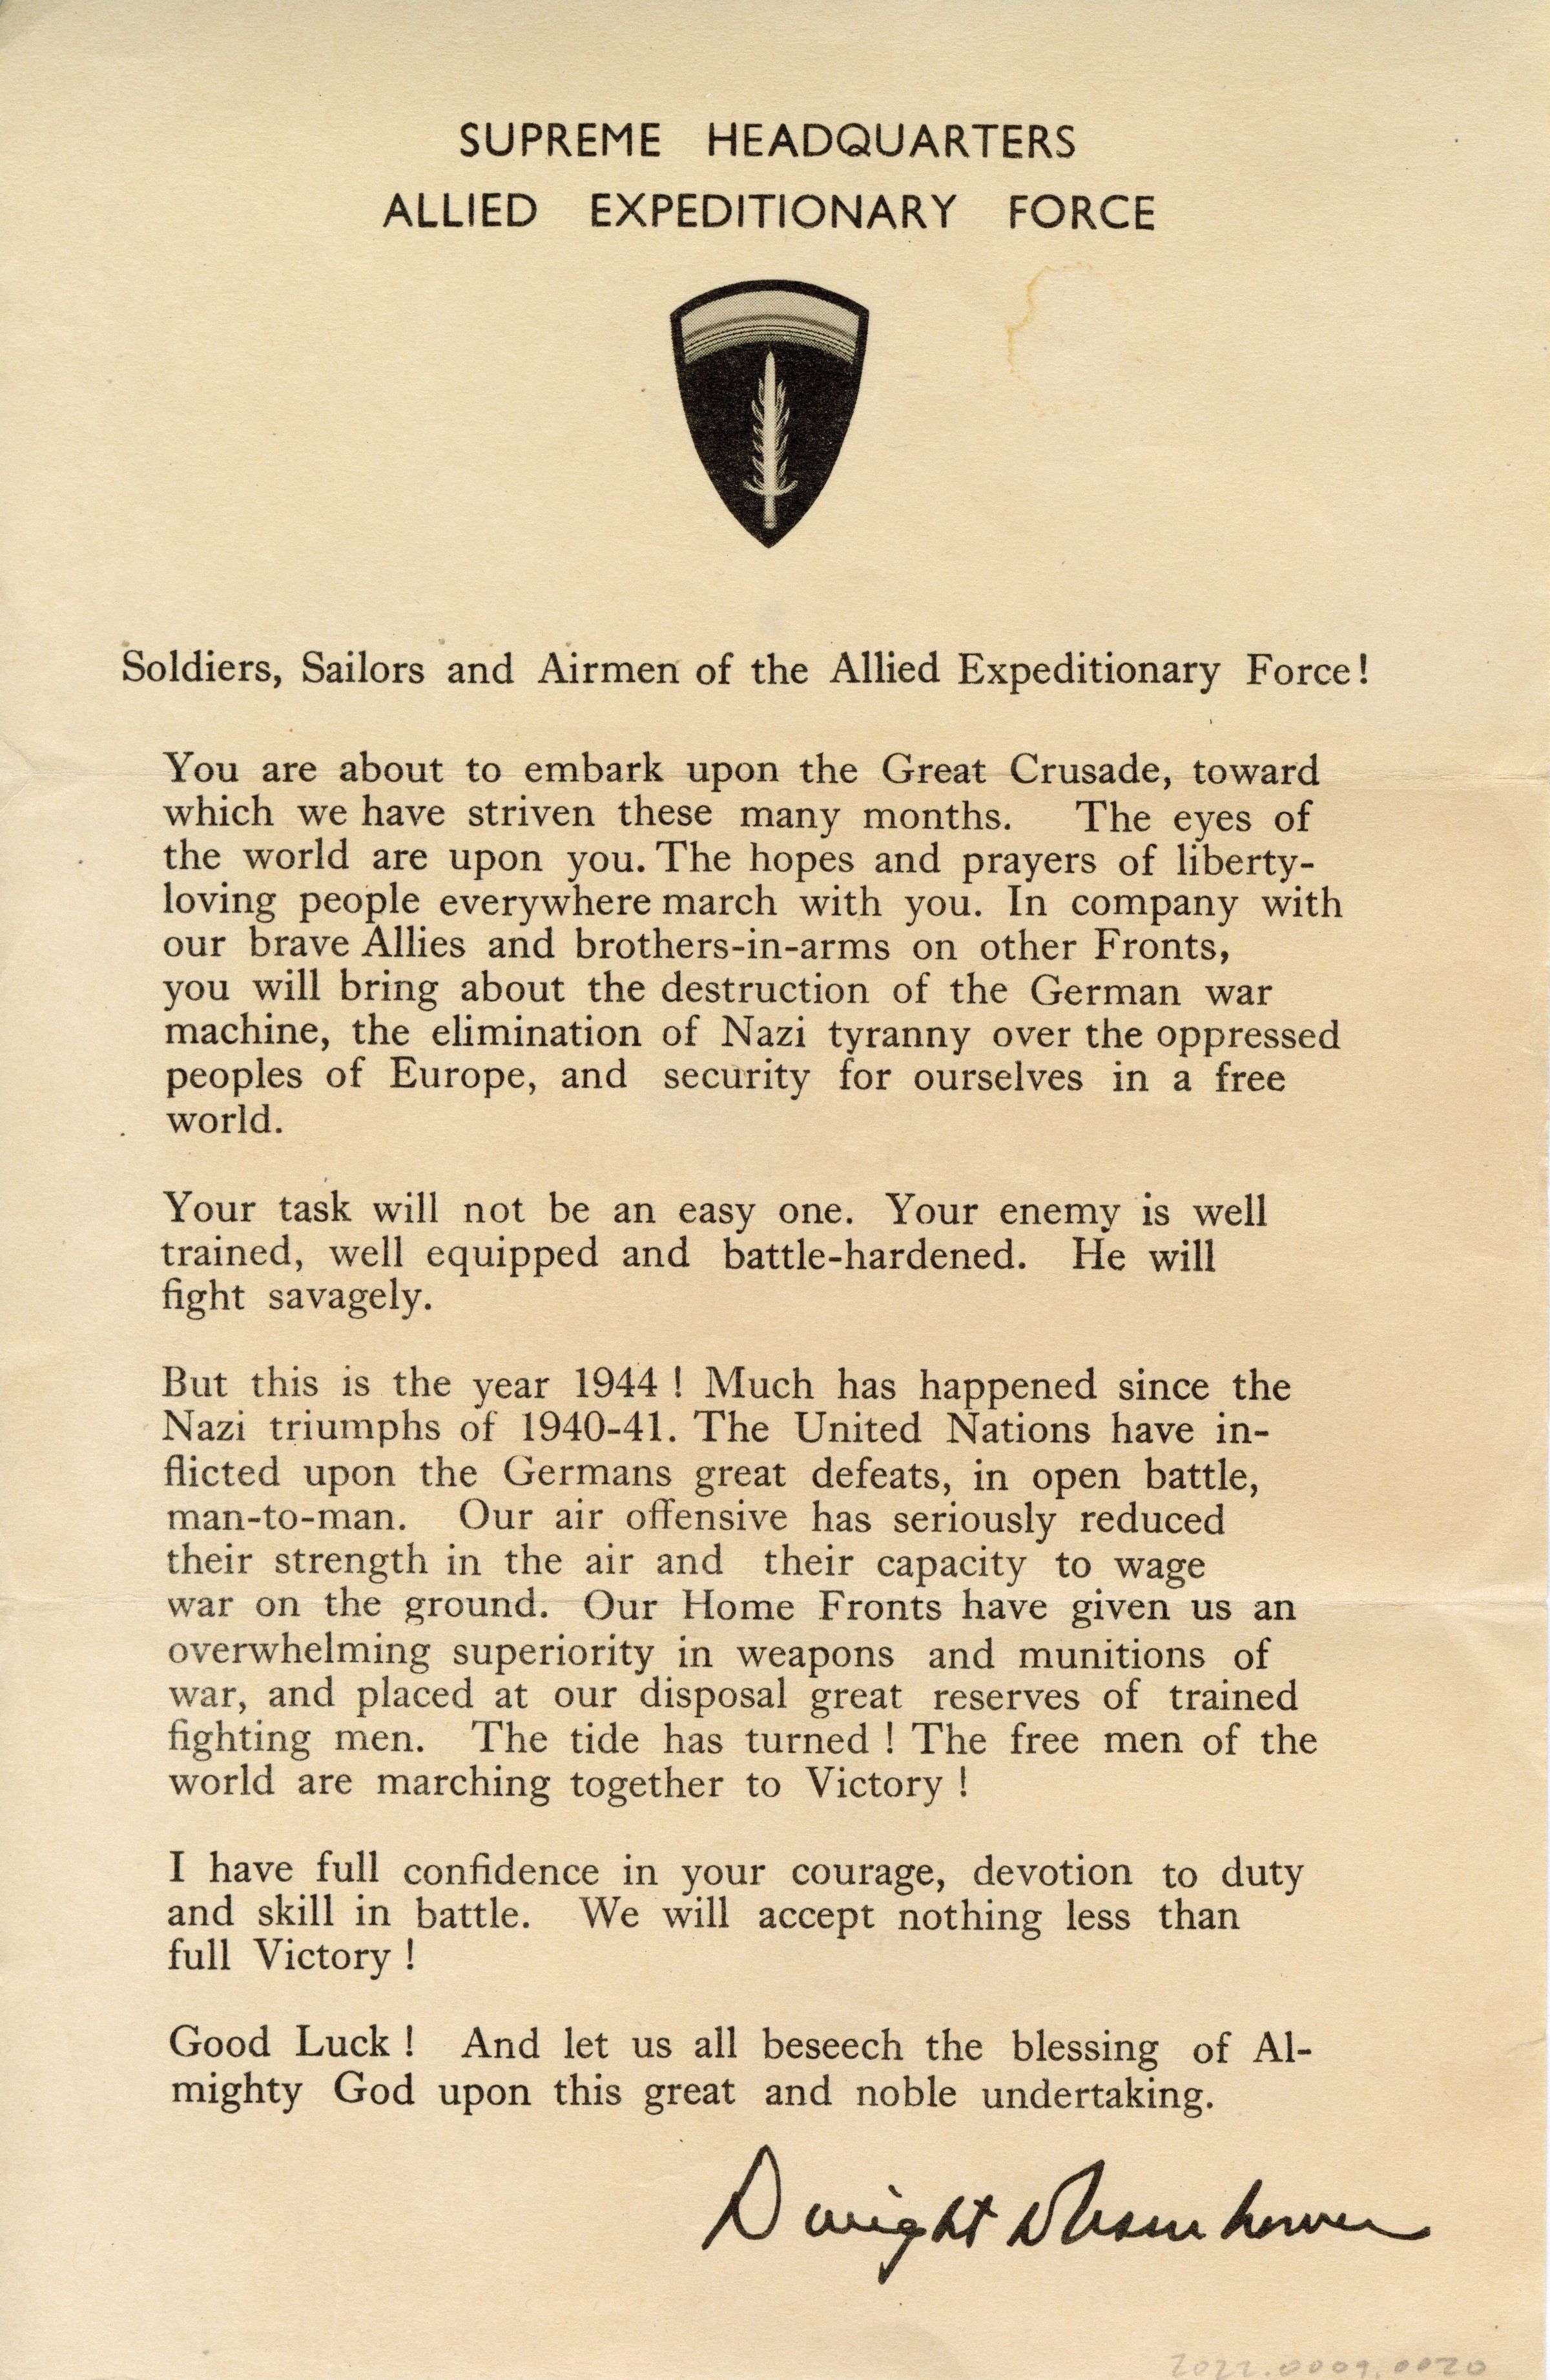 SUPREME HEADQUARTERS
ALLIED EXPEDITIONARY FORCE
Soldiers, Sailors and Airmen of the Allied Expeditionary Force!
You are about to embark upon the Great Crusade, toward
which we have striven these many months. The eyes of
the world are upon you. The hopes and prayers of liberty-
loving people everywhere march with you. In company with
our brave Allies and brothers-in-arms on other Fronts,
you will bring about the destruction of the German war
machine, the elimination of Nazi tyranny over the oppressed
peoples of Europe, and security for ourselves in a free
world.
Your task will not be an easy one. Your enemy is well
trained, well equipped and battle-hardened. He will
fight savagely.
But this is the year 1944 ! Much has happened since the
Nazi triumphs of 1940-41. The United Nations have in-
flicted upon the Germans great defeats, in open battle,
man-to-man. Our air offensive has seriously reduced
their strength in the air and their capacity to wage
war on the ground. Our Home Fronts have given us an
overwhelming superiority in weapons and munitions of
war, and placed at our disposal great reserves of trained
fighting men. The tide has turned ! The free men of the
world are marching together to Victory !
I have full confidence in your courage, devotion to duty
and skill in battle. We will accept nothing less than
full Victory !
Good Luck ! And let us all beseech the blessing of Al-
mighty God upon this great and noble undertaking.
Dwight D Eisenhower
2022.0009.0020